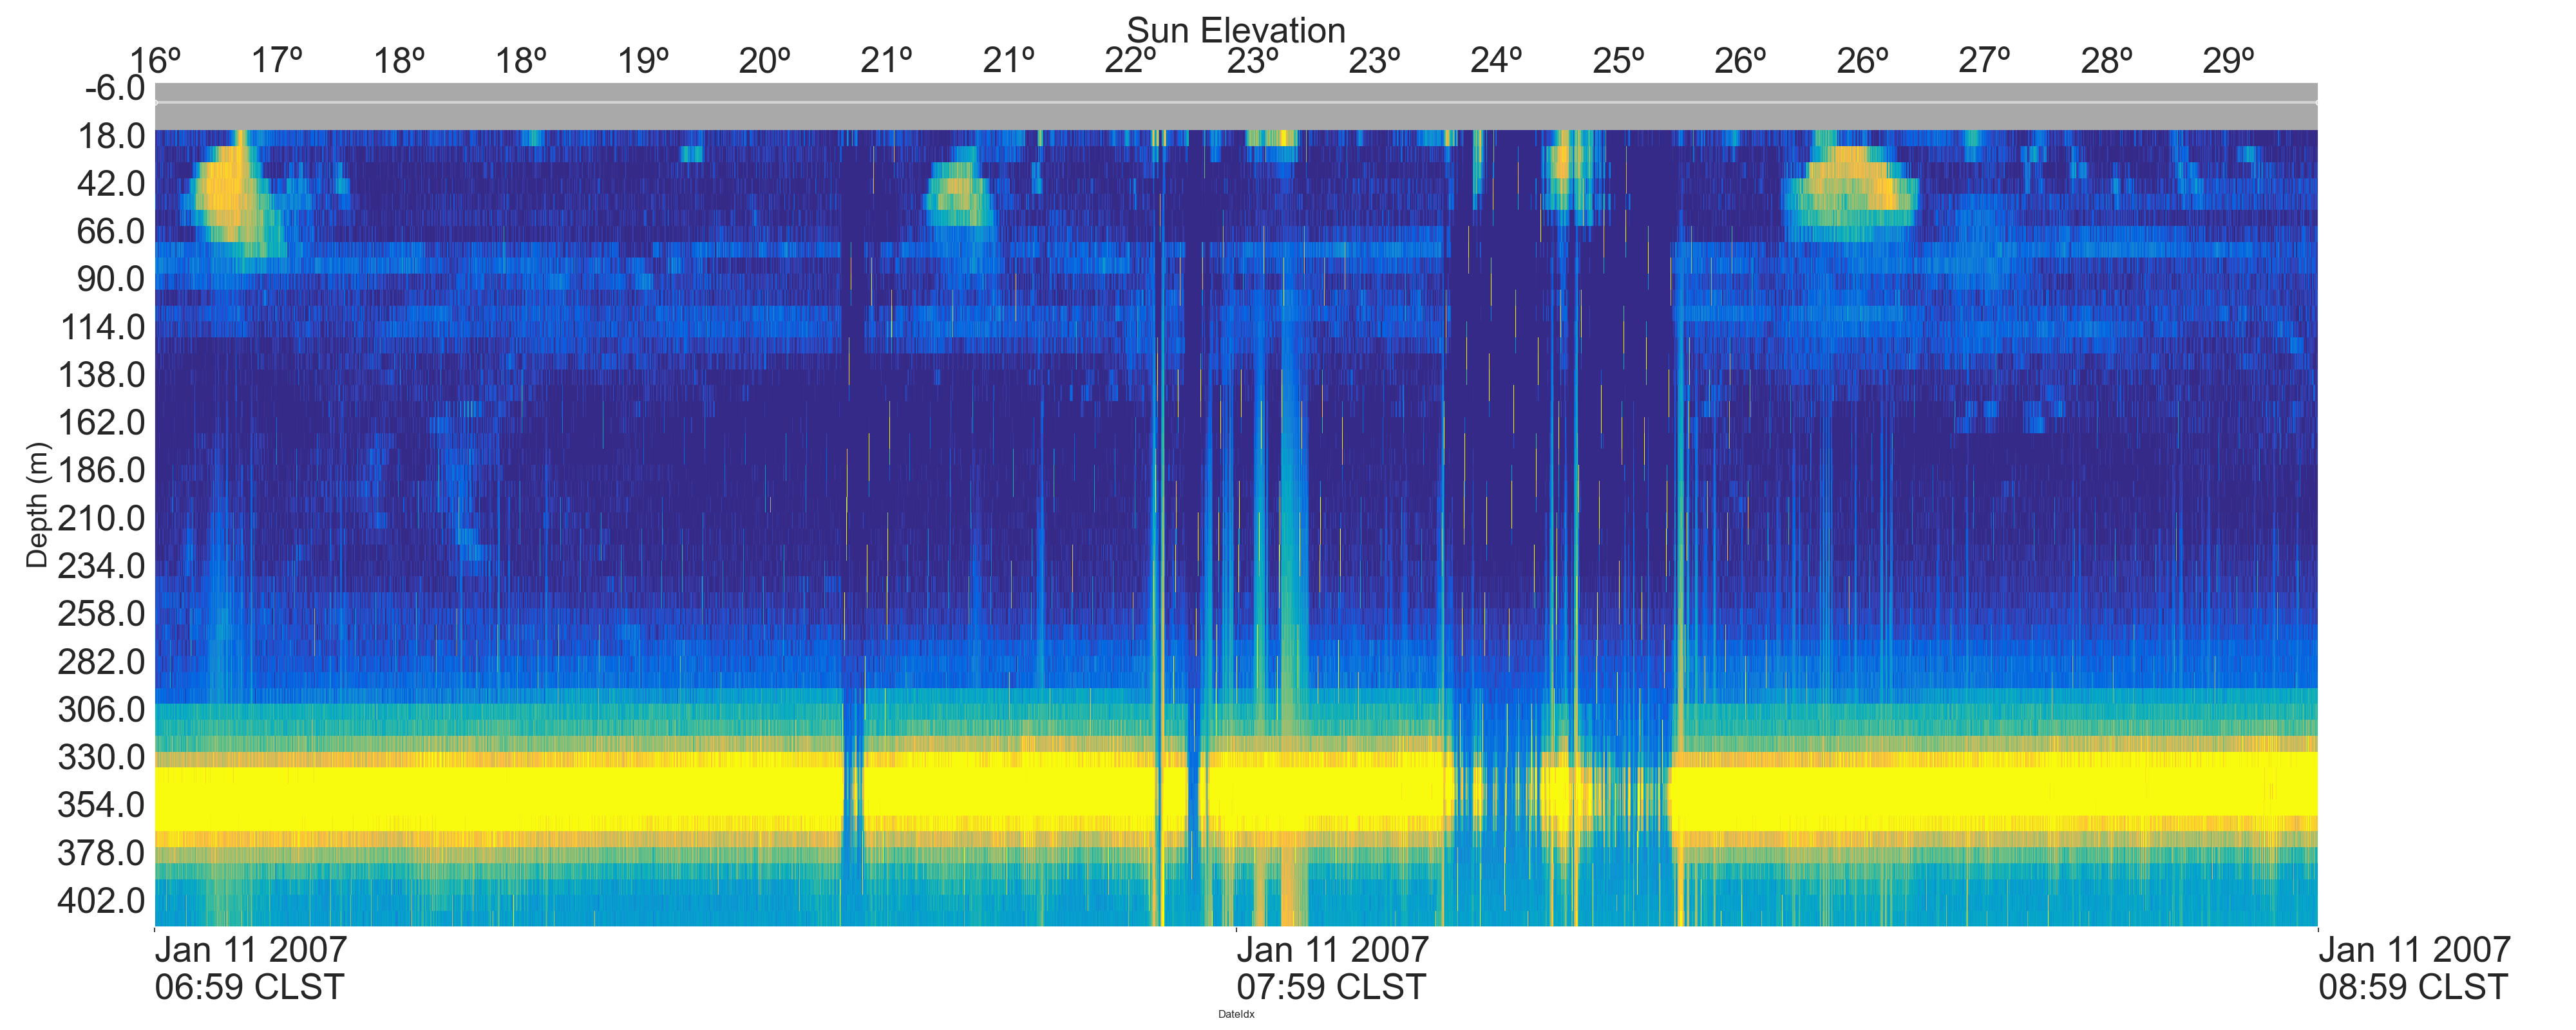 Sun Elevation
16º 17º 18º 18º 19º 20º 21º 21º 22º 23º 23º 24º 25º 26º 26º 27º 28º 29º
-6.0
18.0
42.0
66.0
90.0
114.0
138.0
162.0
186.0
210.0
234.0
258.0
282.0
306.0
330.0
354.0
378.0
402.0
Depth (m)
Jan 11 2007
06:59 CLST
Jan 11 2007
07:59 CLST
Jan 11 2007
08:59 CLST
DateIdx